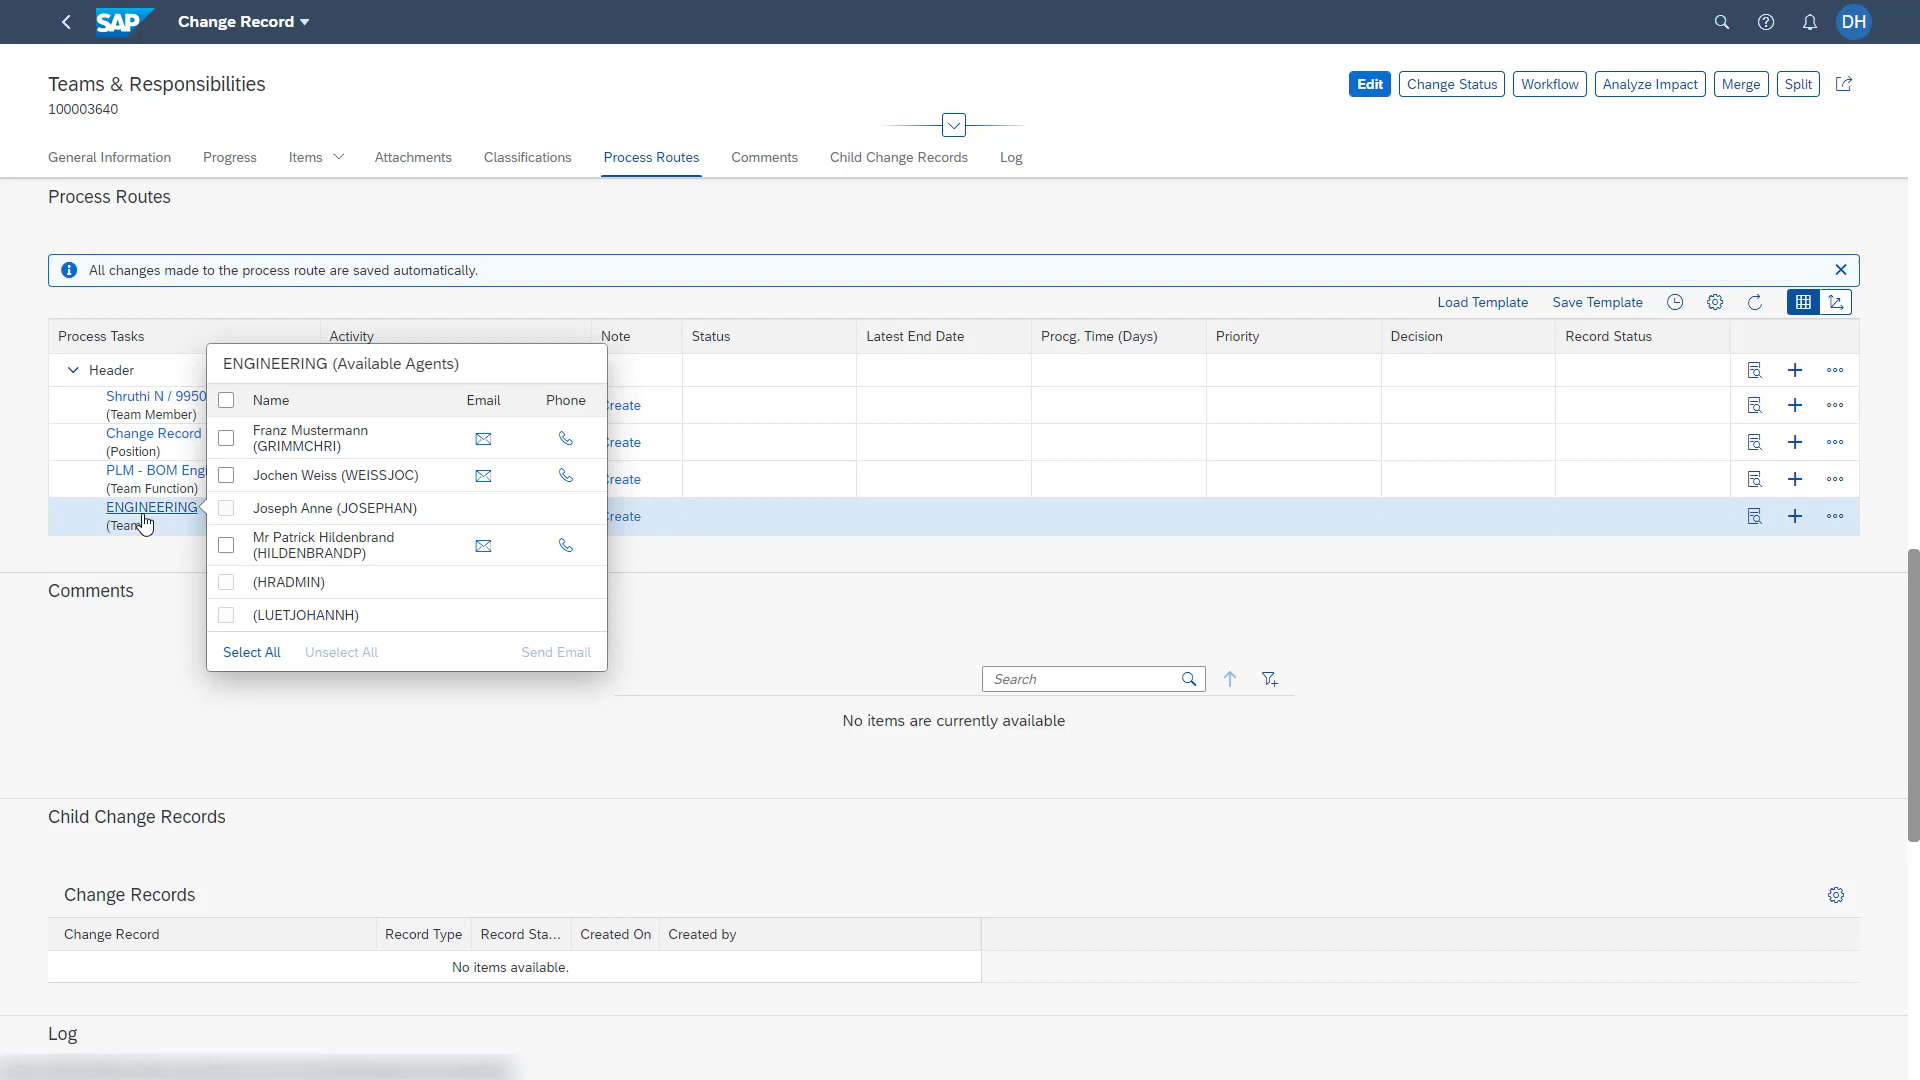 SAP
Change Record
DH
Teams & Responsibilities
100003640
Edit
Change Status
Workflow
Analyze Impact
Merge
Split
General Information
Progress
Items
Attachments
Classifications
Process Routes
Comments
Child Change Records
Log
Process Routes
All changes made to the process route are saved automatically.
Load Template
Save Template
Process Tasks
Activity
Note
Status
Latest End Date
Procg. Time (Days)
Priority
Decision
Record Status
Header
Shruthi N / 9950
(Team Member)
Create
Change Record
(Position)
Create
PLM - BOM Engi
(Team Function)
Create
ENGINEERING
(Team
Create
ENGINEERING (Available Agents)
Name
Email
Phone
Franz Mustermann
(GRIMMCHRI)
Jochen Weiss (WEISSJOC)
Joseph Anne (JOSEPHAN)
Mr Patrick Hildenbrand
(HILDENBRANDP)
(HRADMIN)
(LUETJOHANNH)
Select All
Unselect All
Send Email
Comments
Search
No items are currently available
Child Change Records
Change Records
Change Record
Record Type
Record Sta...
Created On
Created by
No items available.
Log